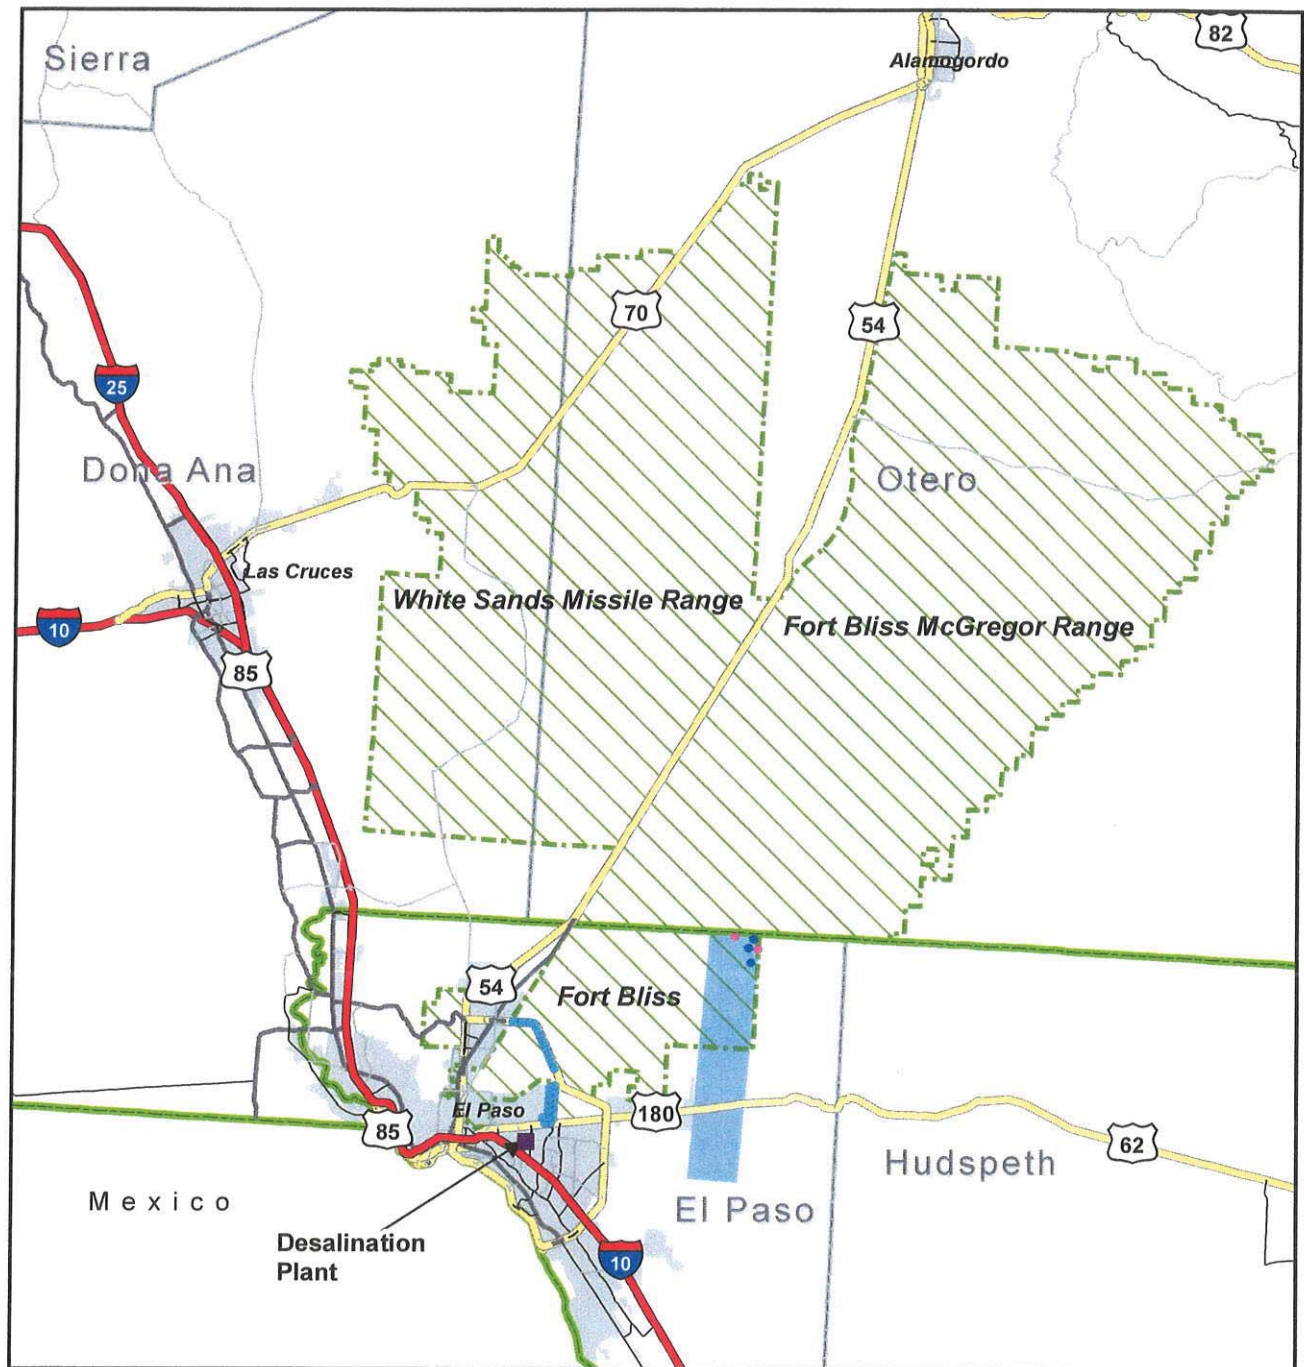 82
Sierra
Alamogordo
70
54
25
Dona Ana
Otero
Las Cruces
White Sands Missile Range
10
Fort Bliss McGregor Range
85
54
Fort Bliss
El Paso
180
85
62
Hudspeth
Mexico
El Paso
Desalination
Plant
10